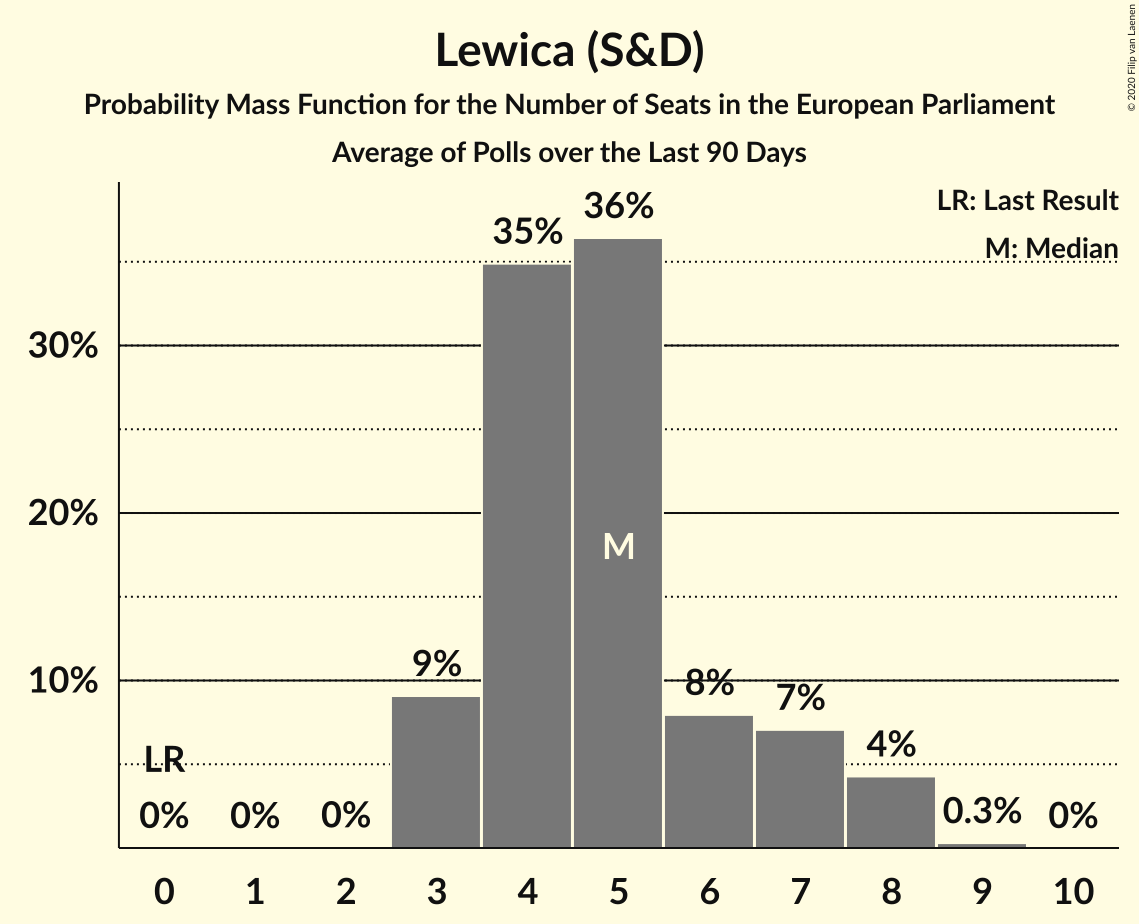 Lewica (S&D)
Probability Mass Function for the Number of Seats in the European Parliament
Average of Polls over the Last 90 Days
© 2020 Filip van Laenen
LR: Last Result
M: Median
30%
20%
10%
LR
0%
0%
0%
9%
35%
36%
M
8%
7%
4%
0.3%
0%
0 1 2 3 4 5 6 7 8 9 10